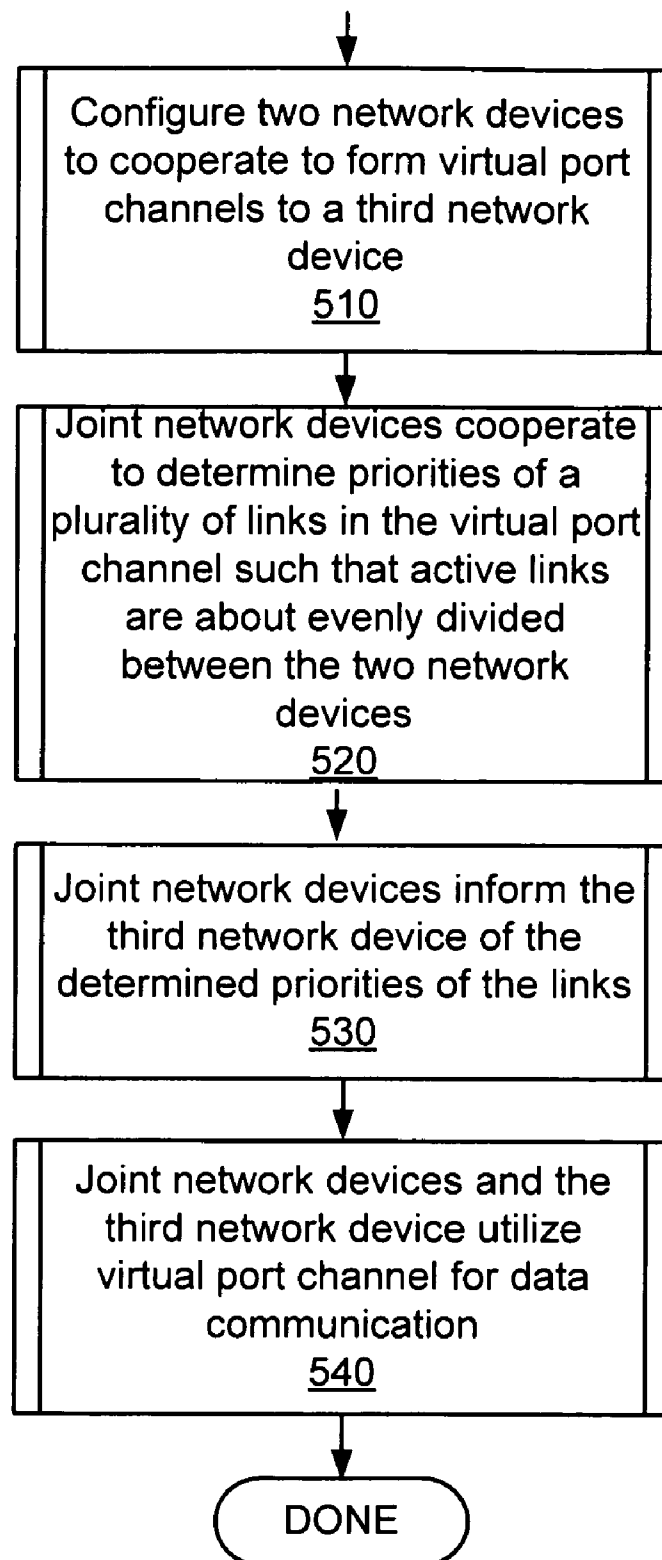 Configure two network devices
to cooperate to form virtual port
channels to a third network
device
510
Joint network devices cooperate
to determine priorities of a
plurality of links in the virtual port
channel such that active links
are about evenly divided
between the two network
devices
520
Joint network devices inform the
third network device of the
determined priorities of the links
530
Joint network devices and the
third network device utilize
virtual port channel for data
communication
540
DONE